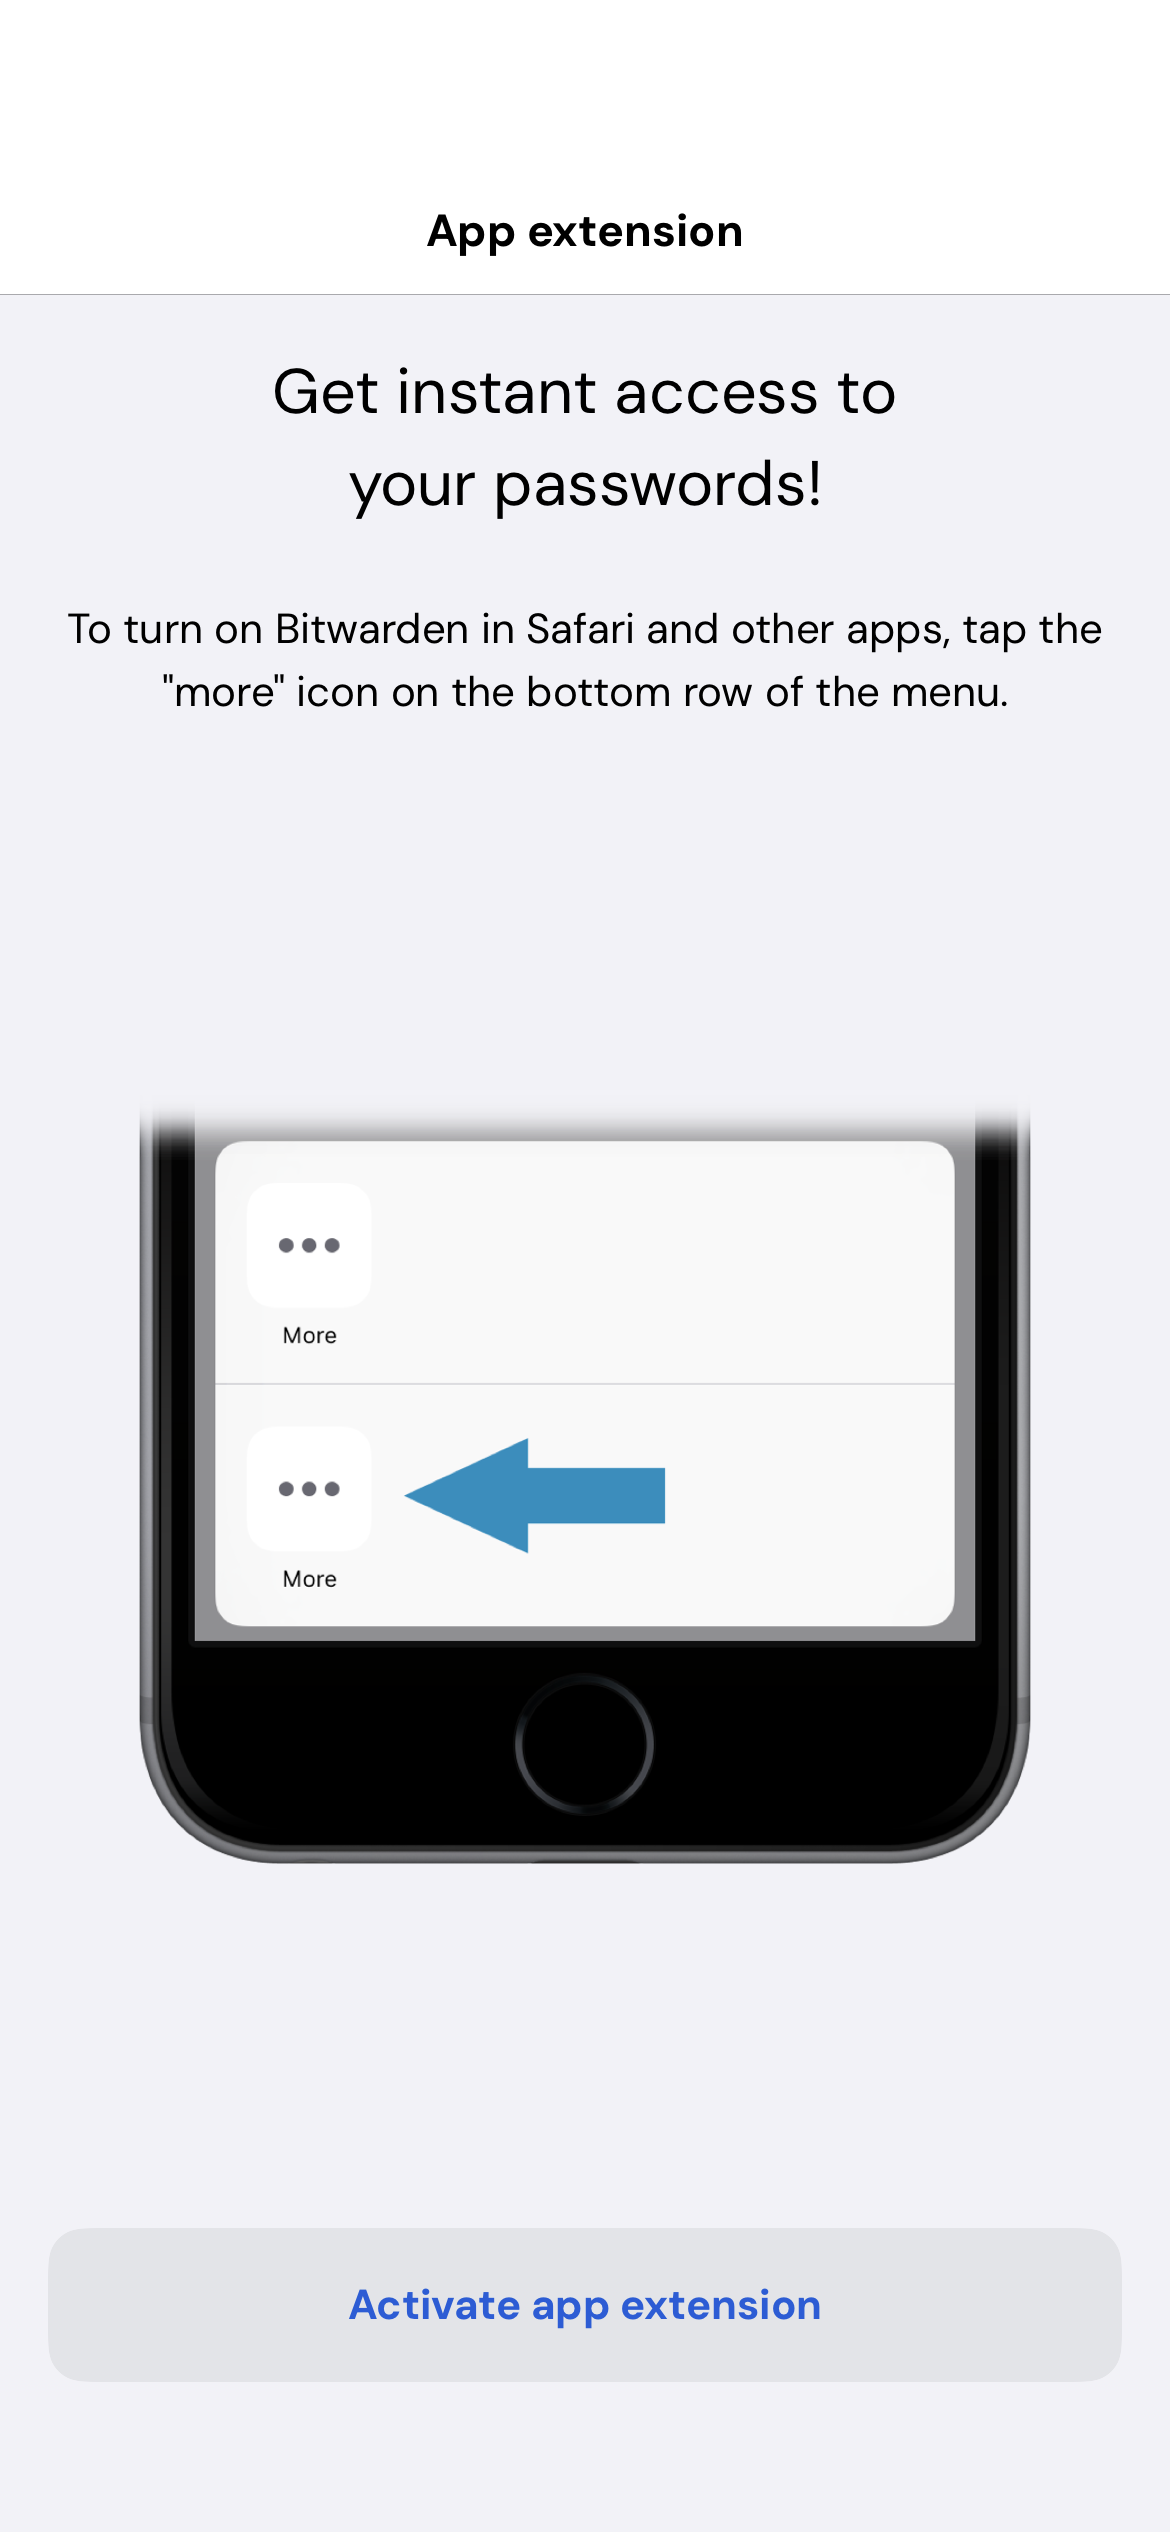 App extension
Get instant access to
your passwords!
To turn on Bitwarden in Safari and other apps, tap the
"more" icon on the bottom row of the menu.
More
More
Activate app extension